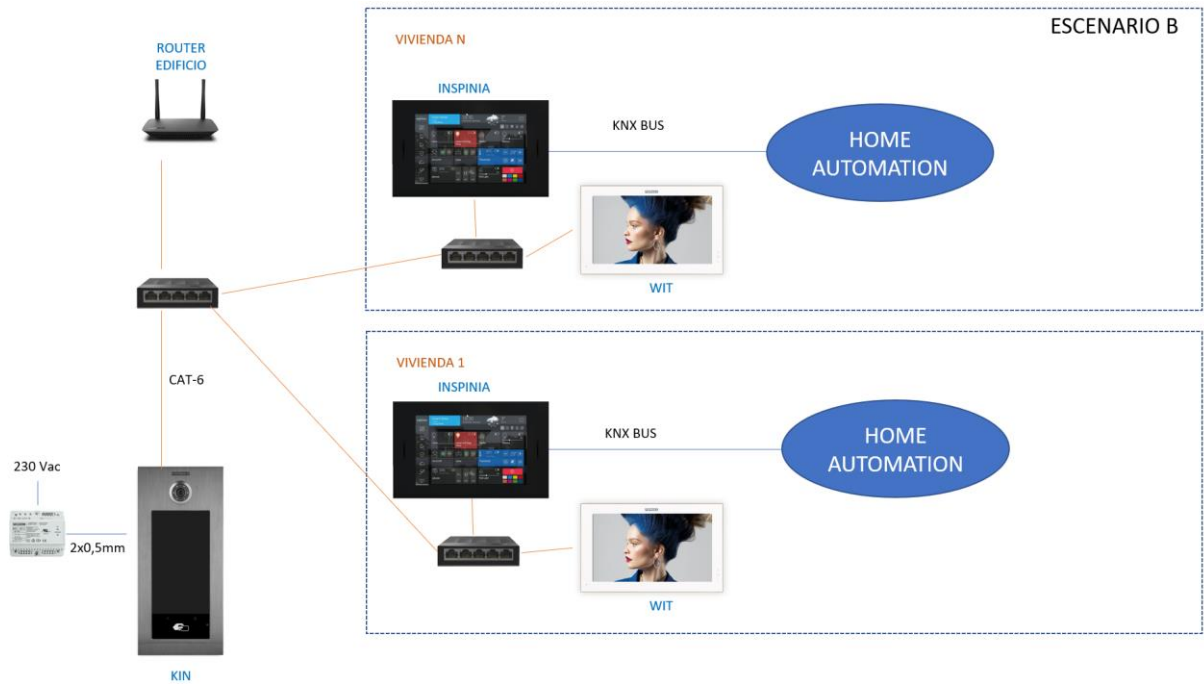 ESCENARIO B
ROUTER
EDIFICIO
VIVIENDA N
INSPINIA
KNX BUS
HOME
AUTOMATION
WIT
CAT-6
230 Vac
2x0,5mm
KIN
VIVIENDA 1
INSPINIA
KNX BUS
HOME
AUTOMATION
WIT